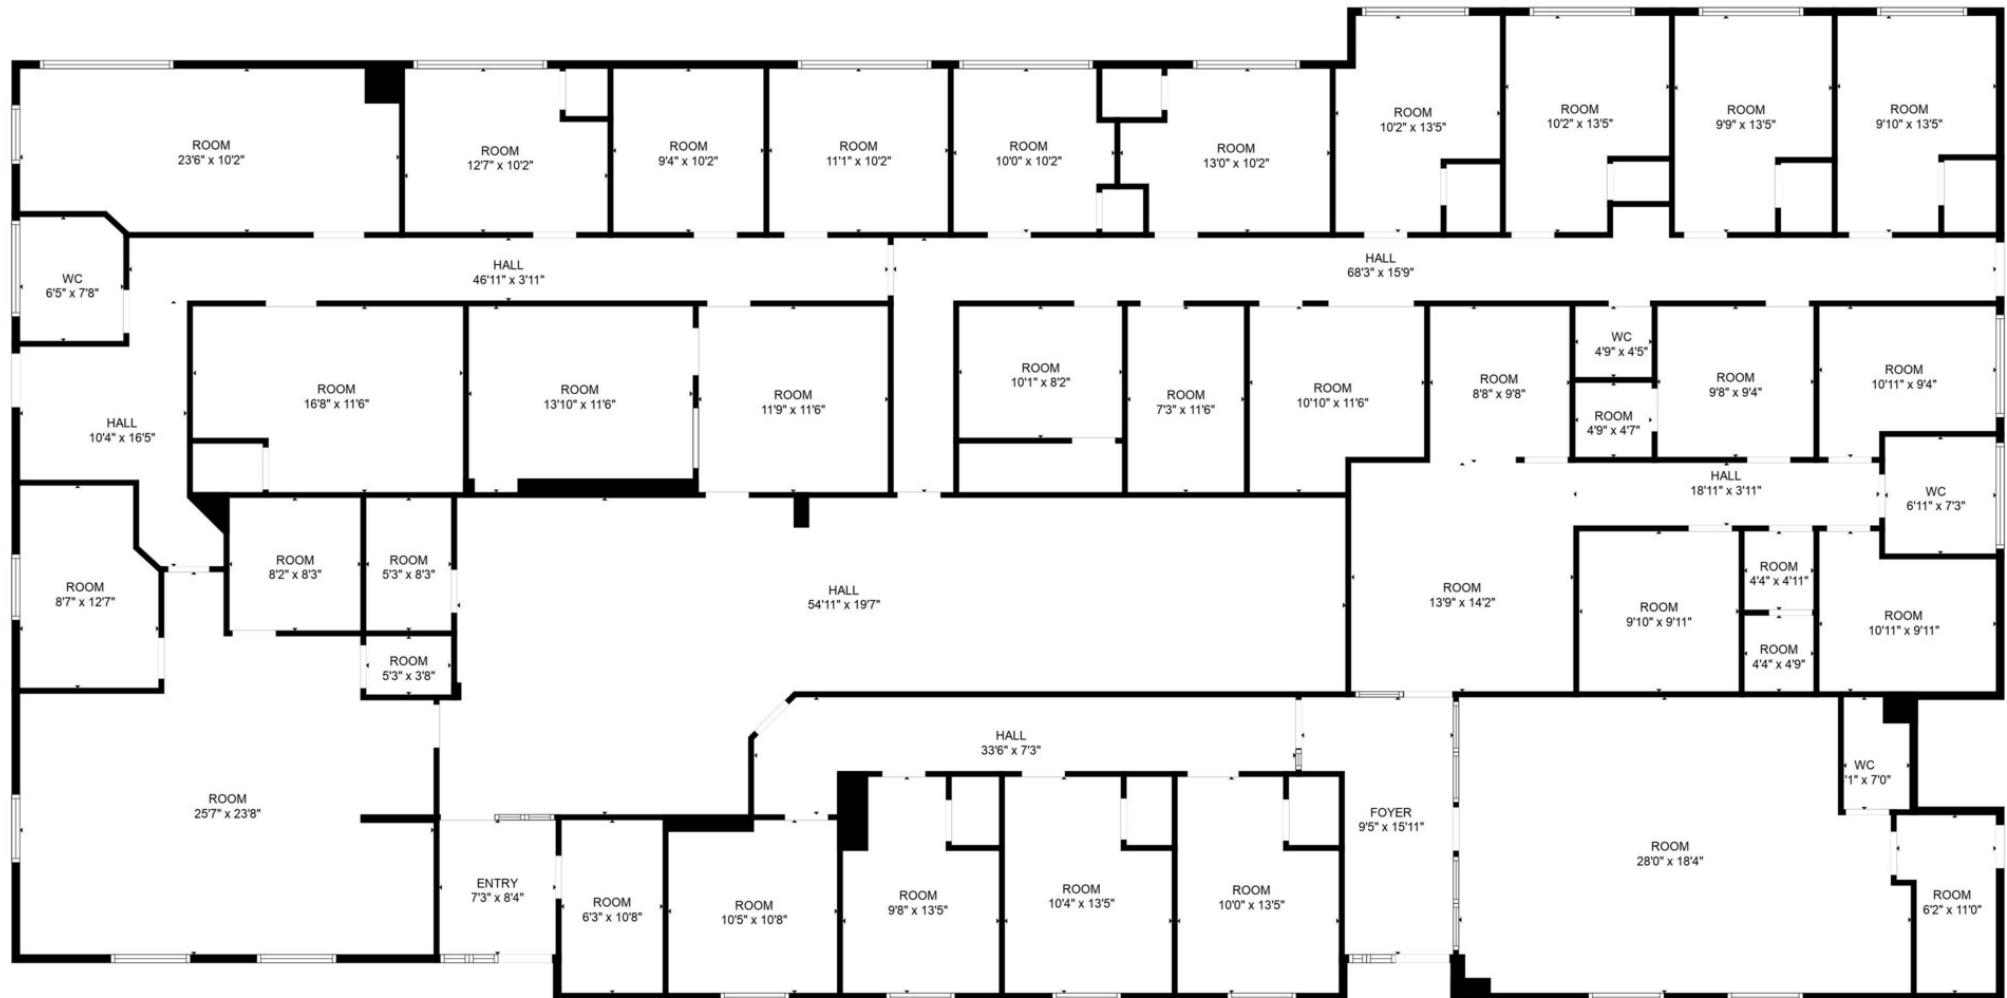 ROOM
10'2" x 13'5"
ROOM
10'2" x 13'5"
ROOM
9'9" x 13'5"
ROOM
9'10" x 13'5"
ROOM
23'6" x 10'2"
ROOM
12'7" x 10'2"
ROOM
9'4" x 10'2"
ROOM
11'1" x 10'2"
ROOM
10'0" x 10'2"
ROOM
13'0" x 10'2"
WC
6'5" x 7'8"
HALL
46'11" x 3'11"
HALL
68'3" x 15'9"
HALL
10'4" x 16'5"
ROOM
16'8" x 11'6"
ROOM
13'10" x 11'6"
ROOM
11'9" x 11'6"
ROOM
10'1" x 8'2"
ROOM
7'3" x 11'6"
ROOM
10'10" x 11'6"
ROOM
8'8" x 9'8"
WC
4'9" x 4'5"
ROOM
4'9" x 4'7"
ROOM
9'8" x 9'4"
ROOM
10'11" x 9'4"
HALL
18'11" x 3'11"
WC
6'11" x 7'3"
ROOM
8'7" x 12'7"
ROOM
8'2" x 8'3"
ROOM
5'3" x 8'3"
HALL
54'11" x 19'7"
ROOM
13'9" x 14'2"
ROOM
9'10" x 9'11"
ROOM
4'4" x 4'11"
ROOM
4'4" x 4'9"
ROOM
10'11" x 9'11"
ROOM
5'3" x 3'8"
HALL
33'6" x 7'3"
WC
'1" x 7'0"
ROOM
25'7" x 23'8"
FOYER
9'5" x 15'11"
ROOM
28'0" x 18'4"
ENTRY
7'3" x 8'4"
ROOM
6'3" x 10'8"
ROOM
10'5" x 10'8"
ROOM
9'8" x 13'5"
ROOM
10'4" x 13'5"
ROOM
10'0" x 13'5"
ROOM
6'2" x 11'0"